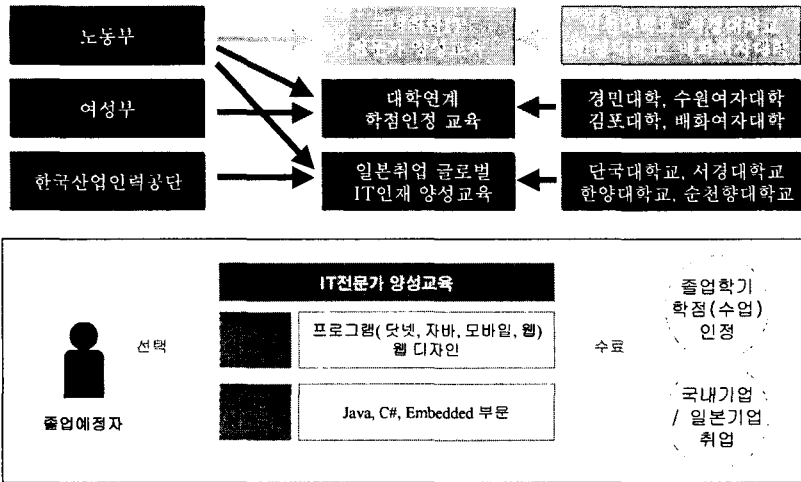 노동부
전문가 양성교육
여성부
대학연계
학점인정 교육
경민대학, 수원여자대학
김포대학, 배화여자대학
한국산업인력공단
일본취업 글로벌
IT인재 양성교육
단국대학교, 서경대학교
한양대학교, 순천향대학교
IT전문가 양성교육
졸업예정자
선택
프로그램( 닷넷, 자바, 모바일, 웹)
웹 디자인
Java, C#, Embedded 부문
수료
졸업학기
학점(수업)
인정
국내기업
/ 일본기업
취업